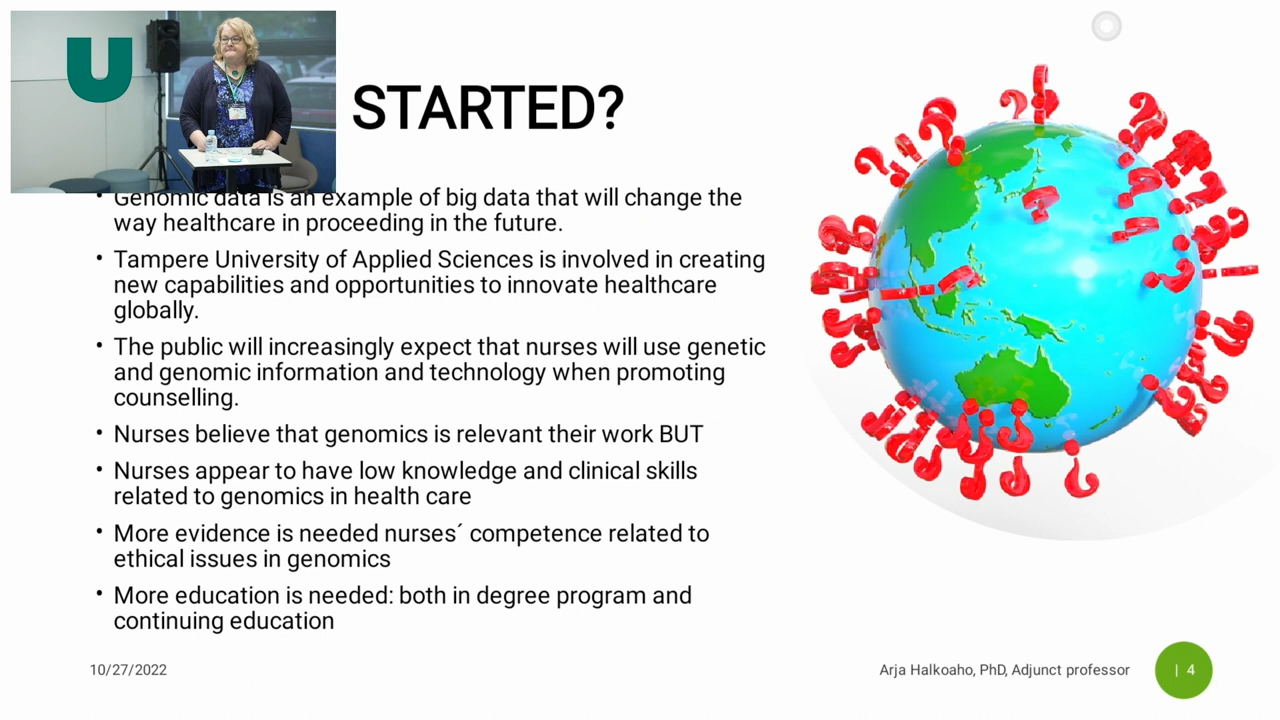 U
STARTED?
• Genomic data is an example of big data that will change the
way healthcare in proceeding in the future.
• Tampere University of Applied Sciences is involved in creating
new capabilities and opportunities to innovate healthcare
globally.
• The public will increasingly expect that nurses will use genetic
and genomic information and technology when promoting
counselling.
• Nurses believe that genomics is relevant their work BUT
• Nurses appear to have low knowledge and clinical skills
related to genomics in health care
• More evidence is needed nurses´ competence related to
ethical issues in genomics
• More education is needed: both in degree program and
continuing education
10/27/2022
Arja Halkoaho, PhD, Adjunct professor
| 4